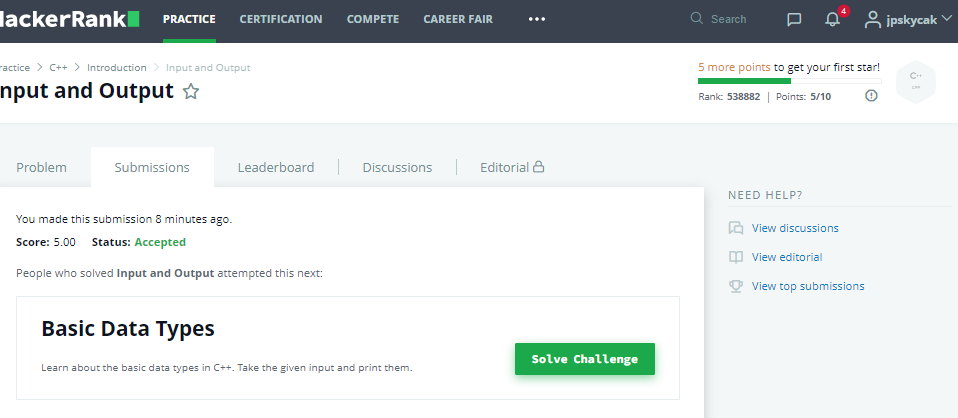 lackerRank PRACTICE CERTIFICATION COMPETE CAREER FAIR ••• Search 4 jpskycak
ractice > C++ > Introduction > Input and Output
nput and Output
5 more points to get your first star!
Rank: 538882 | Points: 5/10
C++
Problem Submissions Leaderboard Discussions Editorial
You made this submission 8 minutes ago.
Score: 5.00 Status: Accepted
People who solved Input and Output attempted this next:
Basic Data Types
Learn about the basic data types in C++. Take the given input and print them.
Solve Challenge
NEED HELP?
View discussions
View editorial
View top submissions